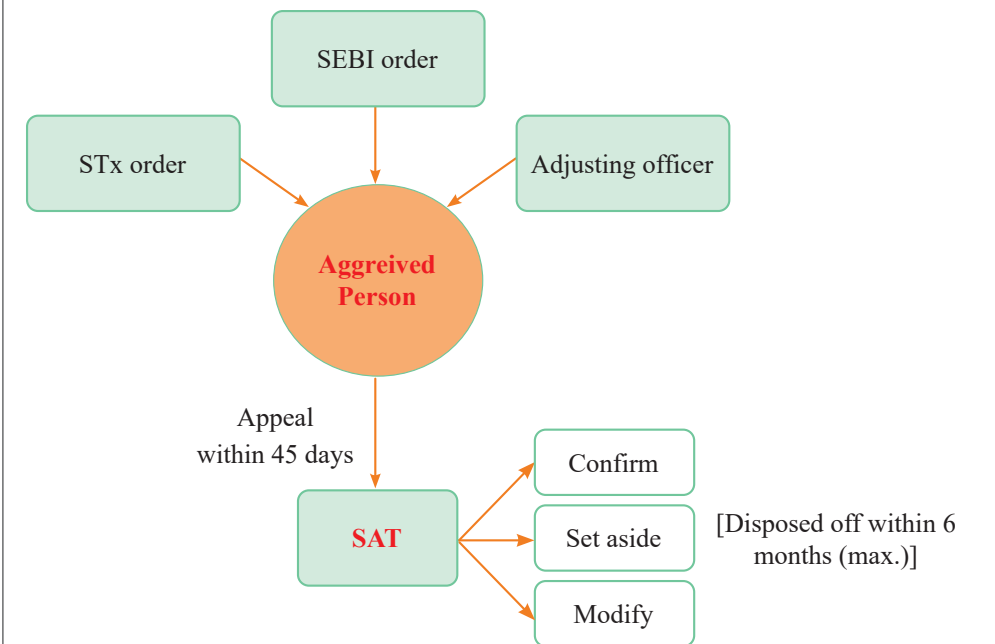 SEBI order
STx order
Adjusting officer
Aggreived
Person
Appeal
within 45 days
SAT
Confirm
Set aside
Modify
[Disposed off within 6
months (max.)]